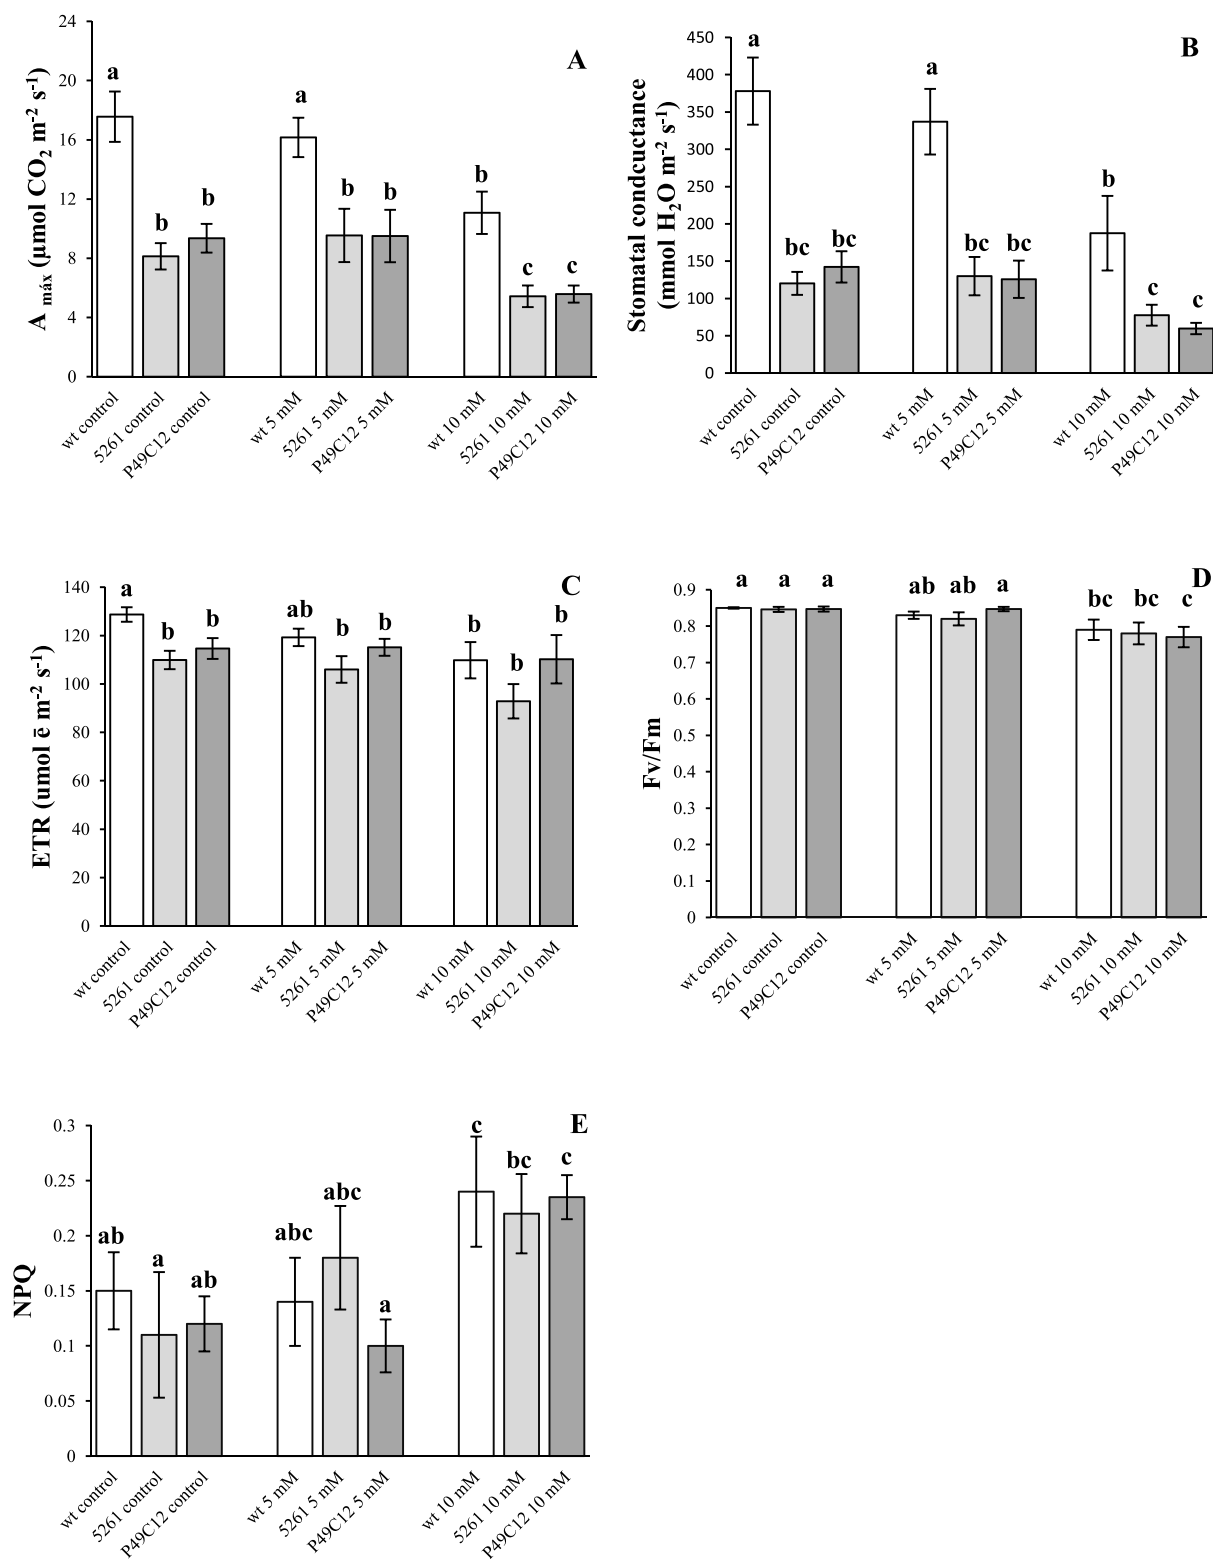 A
A máx (µmol CO2 m-2 s-1)
24
20
16
12
8
4
0
a
b
b
a
b
b
b
c
c
wt control
5261 control
P49C12 control
wt 5 mM
5261 5 mM
P49C12 5 mM
wt 10 mM
5261 10 mM
P49C12 10 mM
B
Stomatal condcuctance
(mmol H2O m-2 s-1)
450
400
350
300
250
200
150
100
50
0
a
bc
bc
a
bc
bc
b
c
c
wt control
5261 control
P49C12 control
wt 5 mM
5261 5 mM
P49C12 5 mM
wt 10 mM
5261 10 mM
P49C12 10 mM
C
ETR (umol ē m-2 s-1)
140
120
100
80
60
40
20
0
a
b
b
ab
b
b
b
b
b
wt control
5261 control
P49C12 control
wt 5 mM
5261 5 mM
P49C12 5 mM
wt 10 mM
5261 10 mM
P49C12 10 mM
D
Fv/Fm
0.9
0.8
0.7
0.6
0.5
0.4
0.3
0.2
0.1
0
a
a
a
ab
ab
a
bc
bc
c
wt control
5261 control
P49C12 control
wt 5 mM
5261 5 mM
P49C12 5 mM
wt 10 mM
5261 10 mM
P49C12 10 mM
E
NPQ
0.3
0.25
0.2
0.15
0.1
0.05
0
ab
a
ab
abc
abc
a
c
bc
c
wt control
5261 control
P49C12 control
wt 5 mM
5261 5 mM
P49C12 5 mM
wt 10 mM
5261 10 mM
P49C12 10 mM